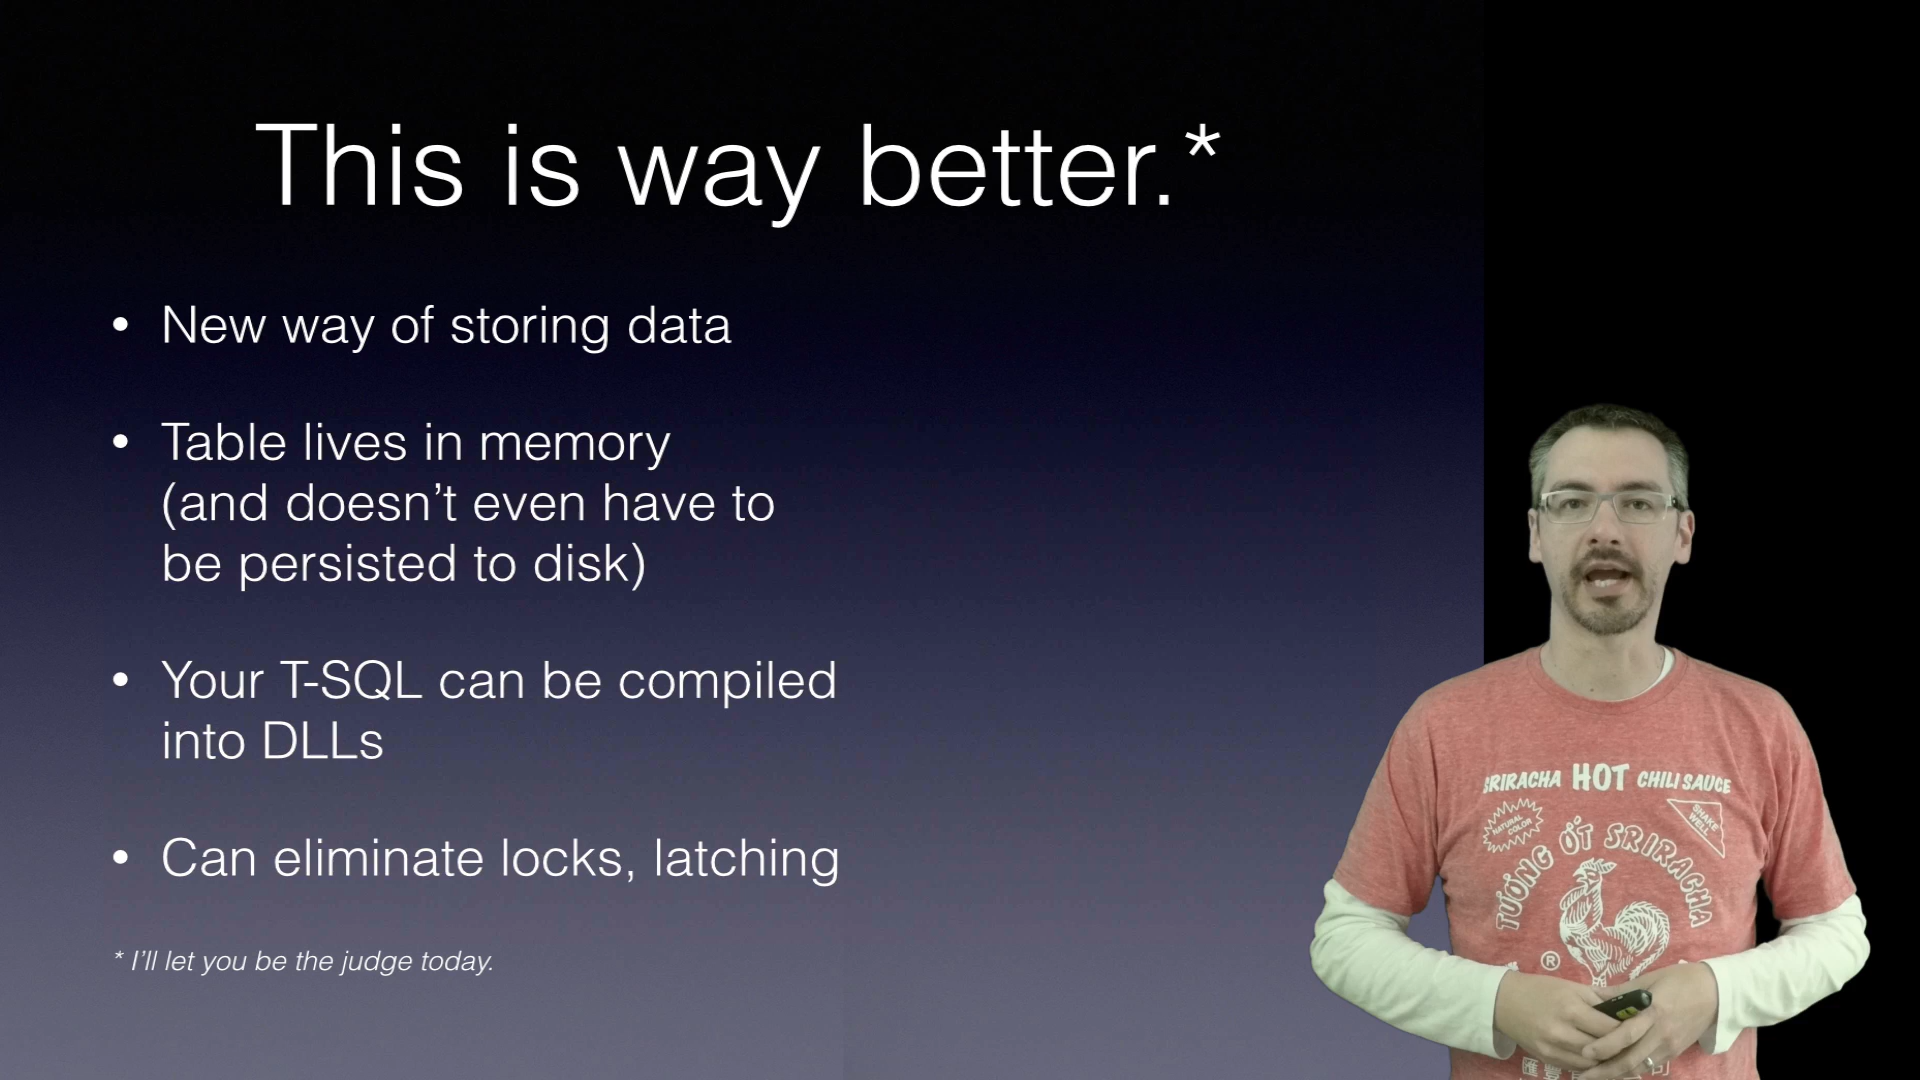 This is way better.*
• New way of storing data
• Table lives in memory
(and doesn’t even have to
be persisted to disk)
• Your T-SQL can be compiled
into DLLs
• Can eliminate locks, latching
* I’ll let you be the judge today.
SRIRACHA HOT CHILI SAUCE
NATURAL COLOR
SHAKE WELL
TƯƠNG ỚT SRIRACHA
®